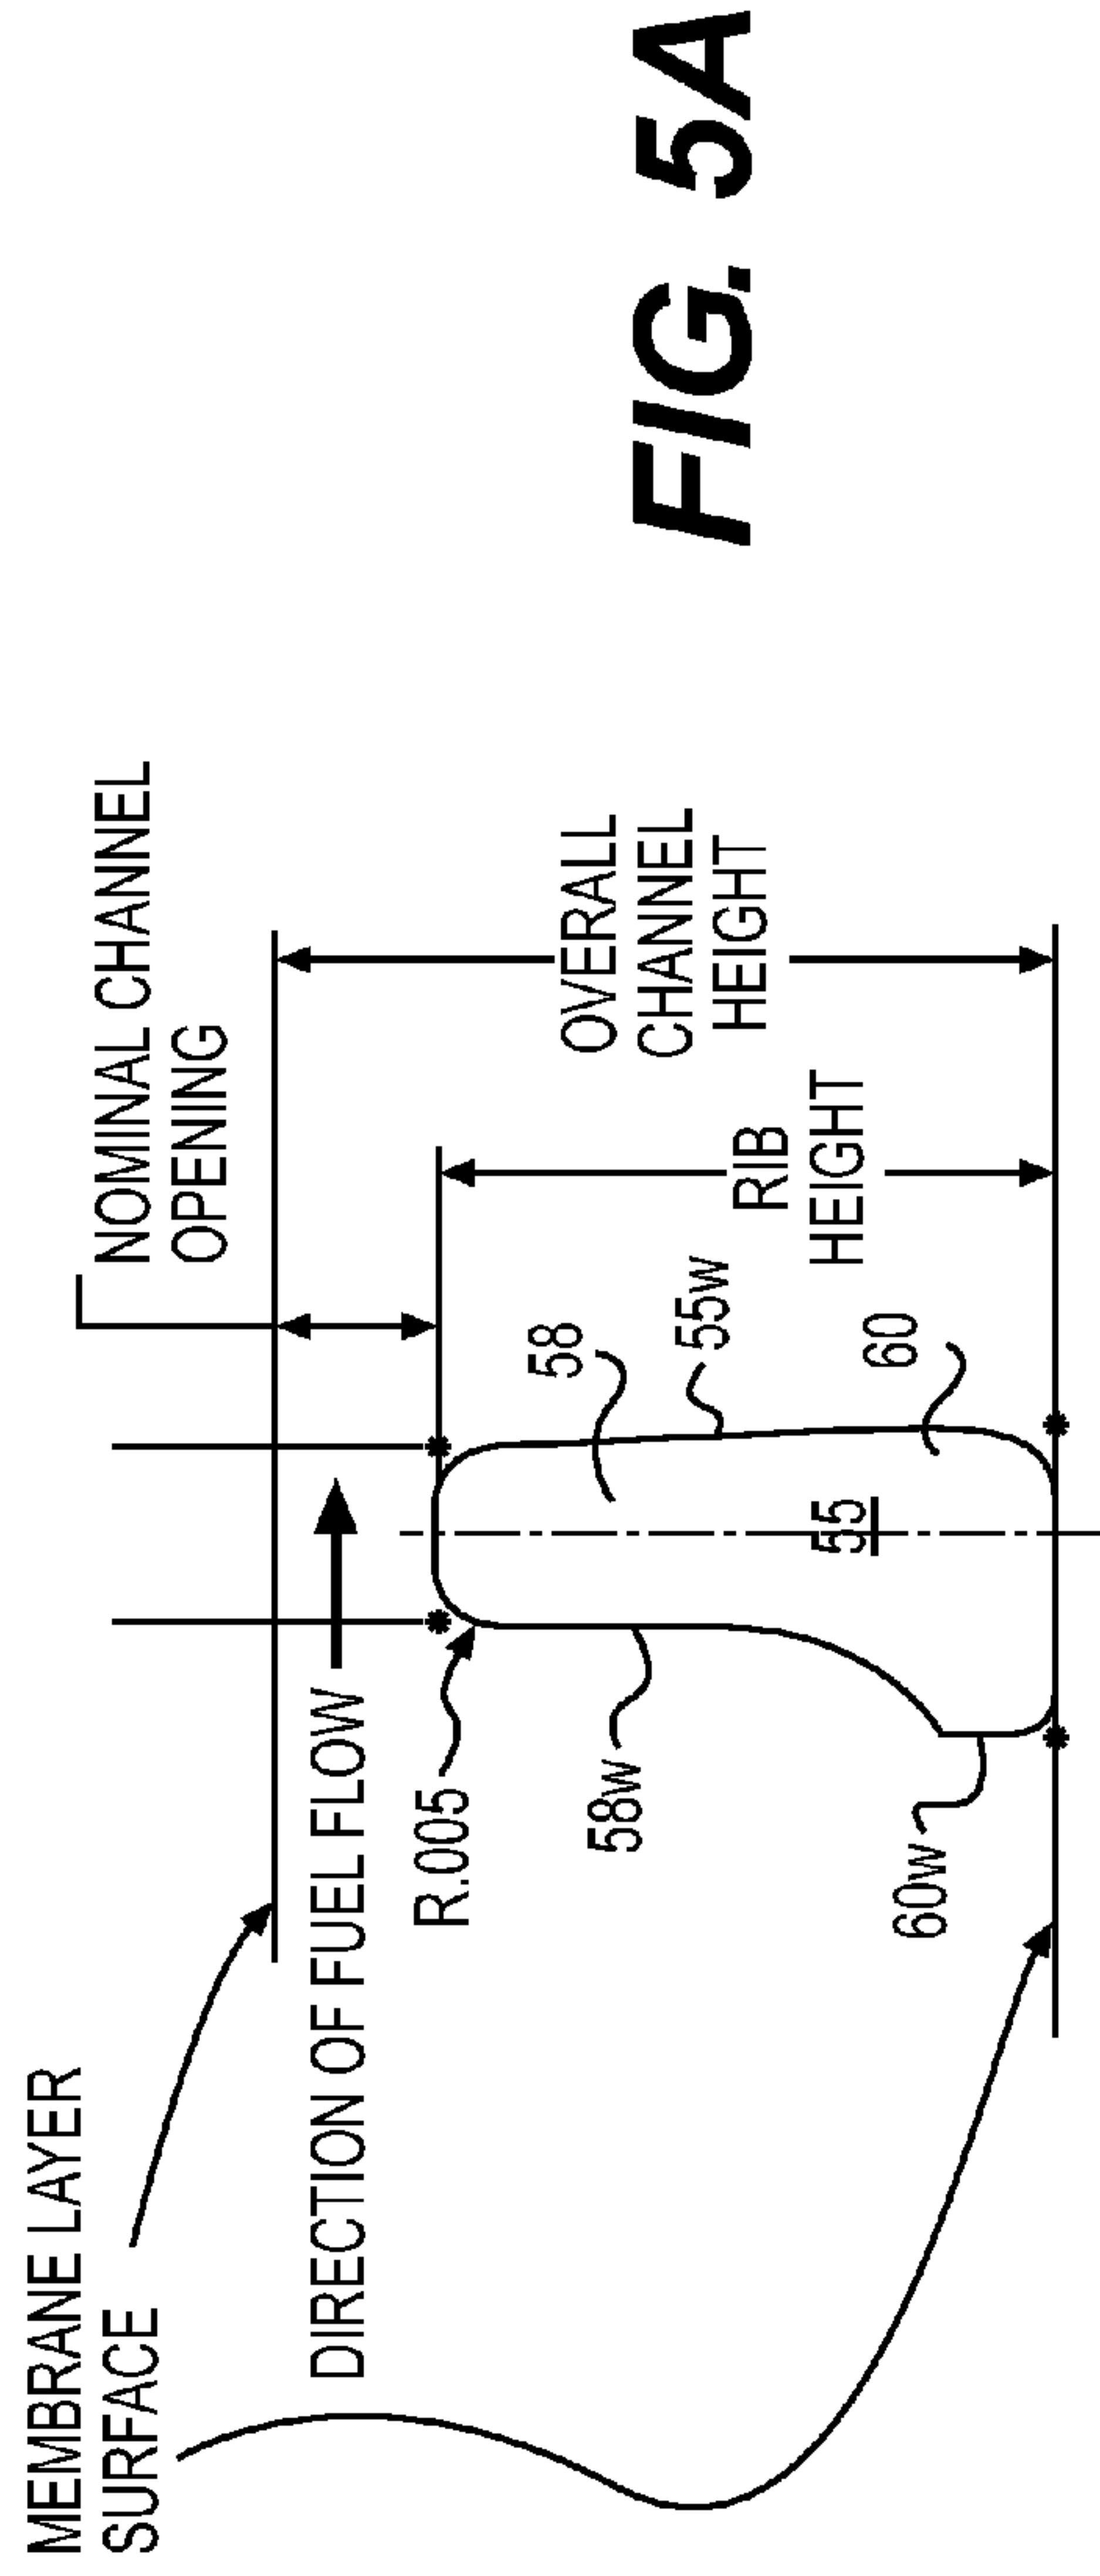 MEMBRANE LAYER
SURFACE
NOMINAL CHANNEL
OPENING
DIRECTION OF FUEL FLOW
R.005
58
58w
55w
OVERALL
CHANNEL
HEIGHT
RIB
HEIGHT
55
60
60w
FIG. 5A